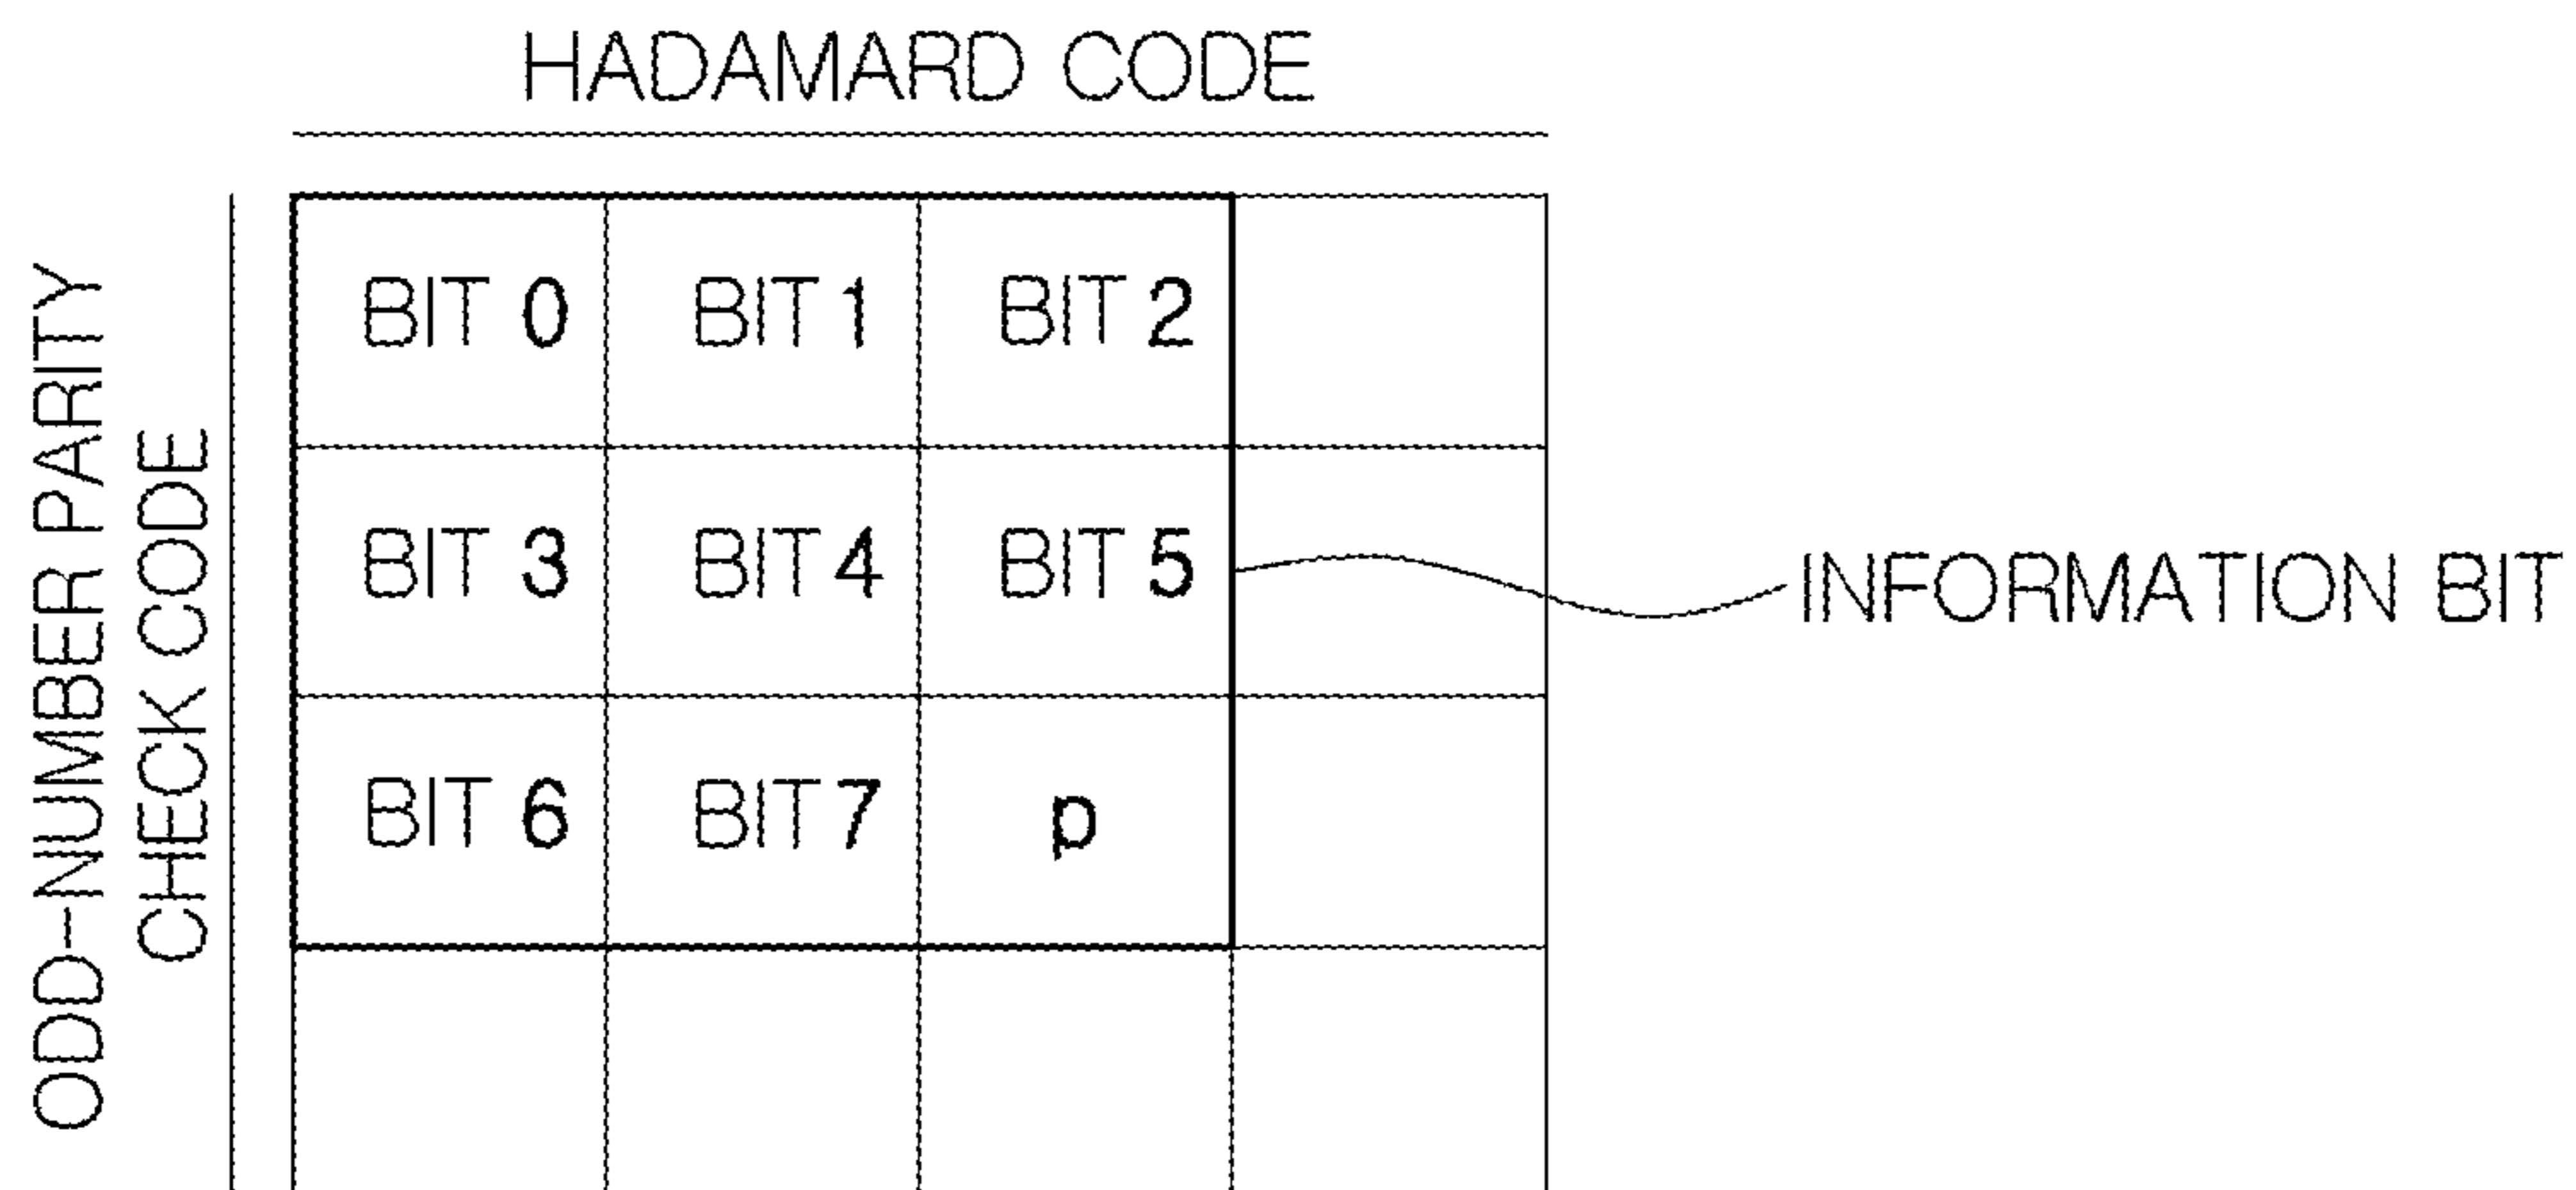 HADAMARD CODE
ODD-NUMBER PARITY
CHECK CODE
BIT 0 BIT 1 BIT 2
BIT 3 BIT 4 BIT 5
INFORMATION BIT
BIT 6 BIT 7 p